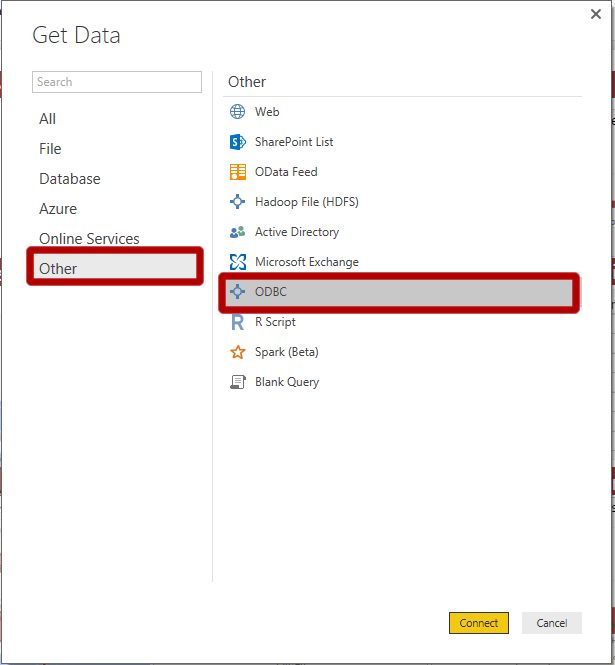 Get Data
Search
All
File
Database
Azure
Online Services
Other
Other
Web
SharePoint List
OData Feed
Hadoop File (HDFS)
Active Directory
Microsoft Exchange
ODBC
R Script
Spark (Beta)
Blank Query
Connect
Cancel